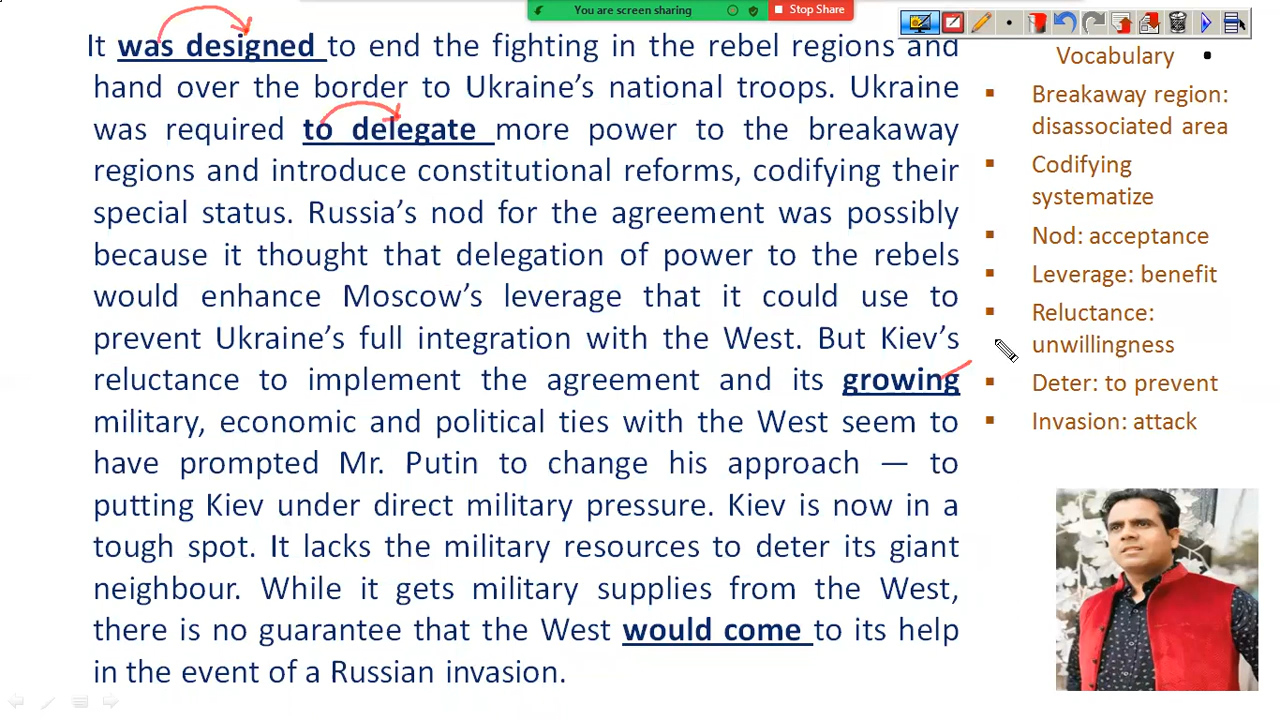 You are screen sharing
Stop Share
It was designed to end the fighting in the rebel regions and
hand over the border to Ukraine’s national troops. Ukraine
was required to delegate more power to the breakaway
regions and introduce constitutional reforms, codifying their
special status. Russia’s nod for the agreement was possibly
because it thought that delegation of power to the rebels
would enhance Moscow’s leverage that it could use to
prevent Ukraine’s full integration with the West. But Kiev’s
reluctance to implement the agreement and its growing
military, economic and political ties with the West seem to
have prompted Mr. Putin to change his approach — to
putting Kiev under direct military pressure. Kiev is now in a
tough spot. It lacks the military resources to deter its giant
neighbour. While it gets military supplies from the West,
there is no guarantee that the West would come to its help
in the event of a Russian invasion.
Vocabulary •
▪ Breakaway region:
disassociated area
▪ Codifying
systematize
▪ Nod: acceptance
▪ Leverage: benefit
▪ Reluctance:
unwillingness
▪ Deter: to prevent
▪ Invasion: attack